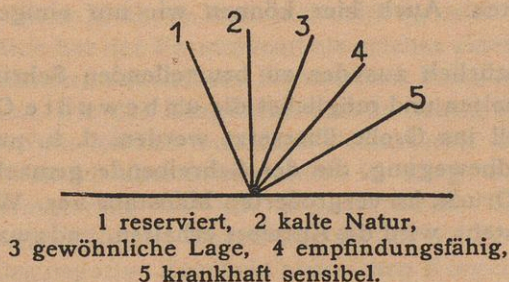 1 2 3 4 5
1 reserviert, 2 kalte Natur,
3 gewöhnliche Lage, 4 empfindungsfähig,
5 krankhaft sensibel.